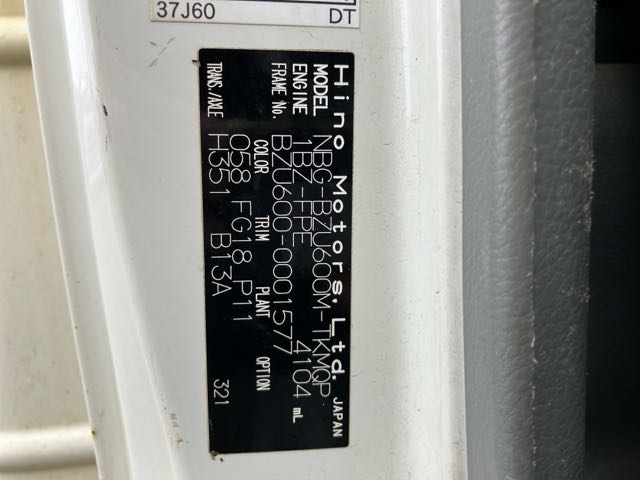 37J60
DT
Hino Motors, Ltd. JAPAN
MODEL NBG-BZU600M-TKMQP
ENGINE 1BZ-FPE 4104 mL
FRAME No. BZU600-0001577
COLOR TRIM PLANT OPTION
058 FG18 P11
TRANS./AXLE H351 B13A 321